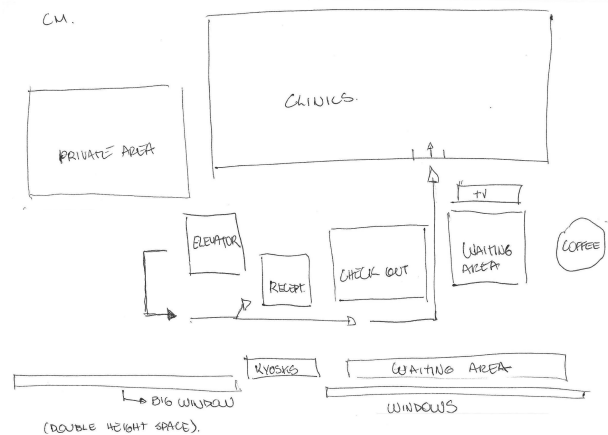 CM.
CLINICS.
PRIVATE AREA
TV
ELEVATOR
RECEPT.
CHECK OUT
WAITING
AREA
COFFEE
KYOSKS
WAITING AREA
BIG WINDOW
WINDOWS
(DOUBLE HEIGHT SPACE).